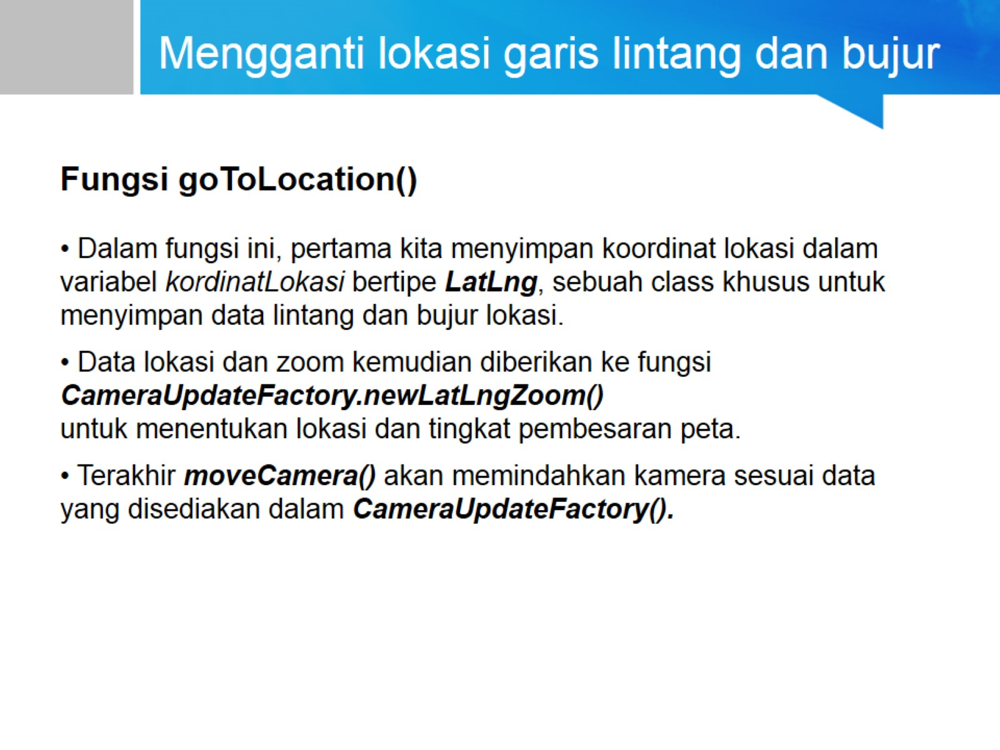 Mengganti lokasi garis lintang dan bujur
Fungsi goToLocation()
• Dalam fungsi ini, pertama kita menyimpan koordinat lokasi dalam
variabel kordinatLokasi bertipe LatLng, sebuah class khusus untuk
menyimpan data lintang dan bujur lokasi.
• Data lokasi dan zoom kemudian diberikan ke fungsi
CameraUpdateFactory.newLatLngZoom()
untuk menentukan lokasi dan tingkat pembesaran peta.
• Terakhir moveCamera() akan memindahkan kamera sesuai data
yang disediakan dalam CameraUpdateFactory().